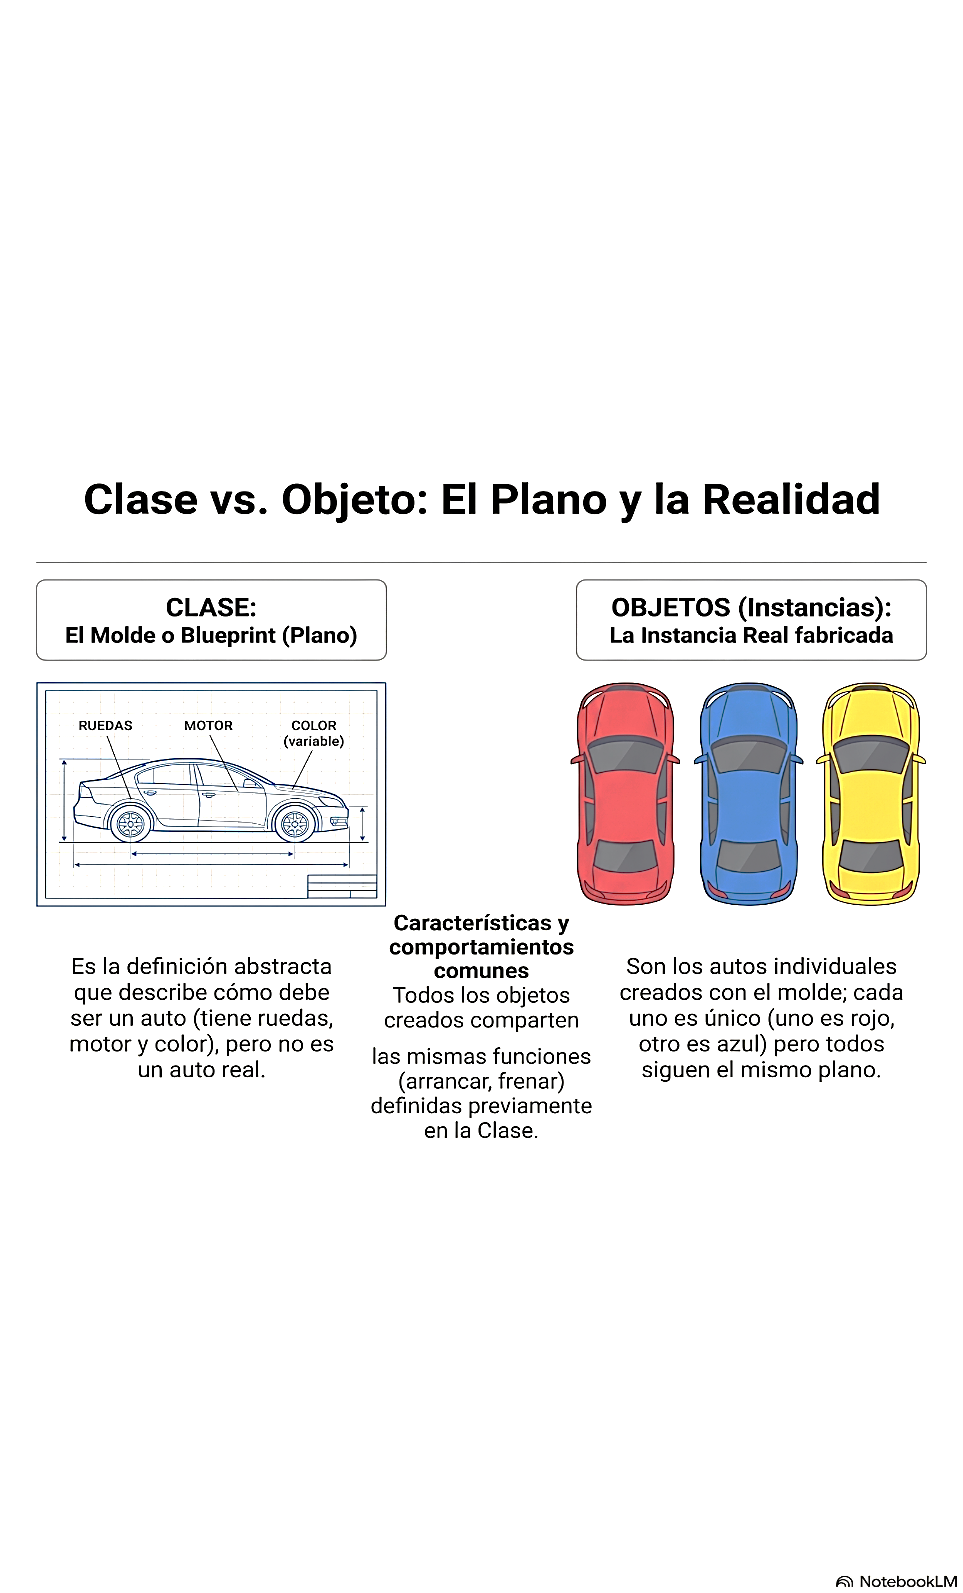 Clase vs. Objeto: El Plano y la Realidad
CLASE:
El Molde o Blueprint (Plano)
RUEDAS
MOTOR
COLOR
(variable)
Es la definición abstracta
que describe cómo debe
ser un auto (tiene ruedas,
motor y color), pero no es
un auto real.
Características y
comportamientos
comunes
Todos los objetos
creados comparten
las mismas funciones
(arrancar, frenar)
definidas previamente
en la Clase.
OBJETOS (Instancias):
La Instancia Real fabricada
Son los autos individuales
creados con el molde; cada
uno es único (uno es rojo,
otro es azul) pero todos
siguen el mismo plano.
NotebookLM